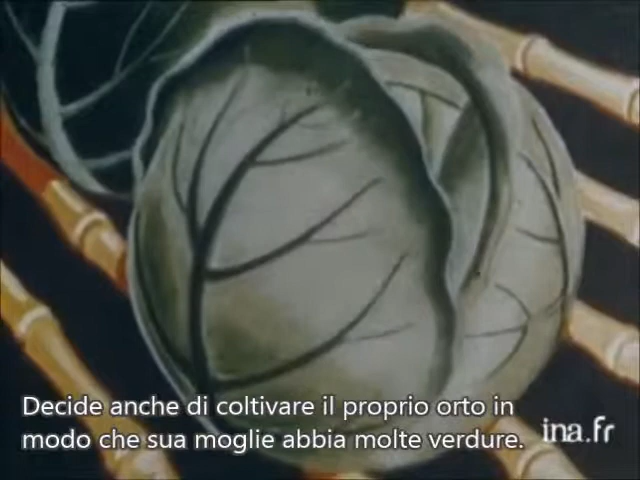 Decide anche di coltivare il proprio orto in
modo che sua moglie abbia molte verdure.
ina.fr